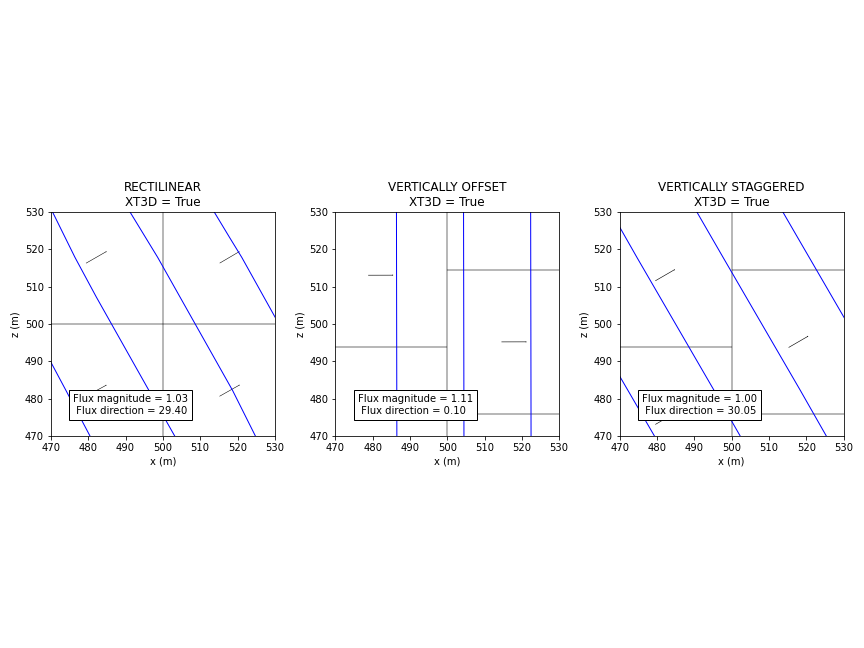 RECTILINEAR
XT3D = True
530
520
510
500
490
480
470
z (m)
Flux magnitude = 1.03
Flux direction = 29.40
470 480 490 500 510 520 530
x (m)
VERTICALLY OFFSET
XT3D = True
530
520
510
500
490
480
470
z (m)
Flux magnitude = 1.11
Flux direction = 0.10
470 480 490 500 510 520 530
x (m)
VERTICALLY STAGGERED
XT3D = True
530
520
510
500
490
480
470
z (m)
Flux magnitude = 1.00
Flux direction = 30.05
470 480 490 500 510 520 530
x (m)